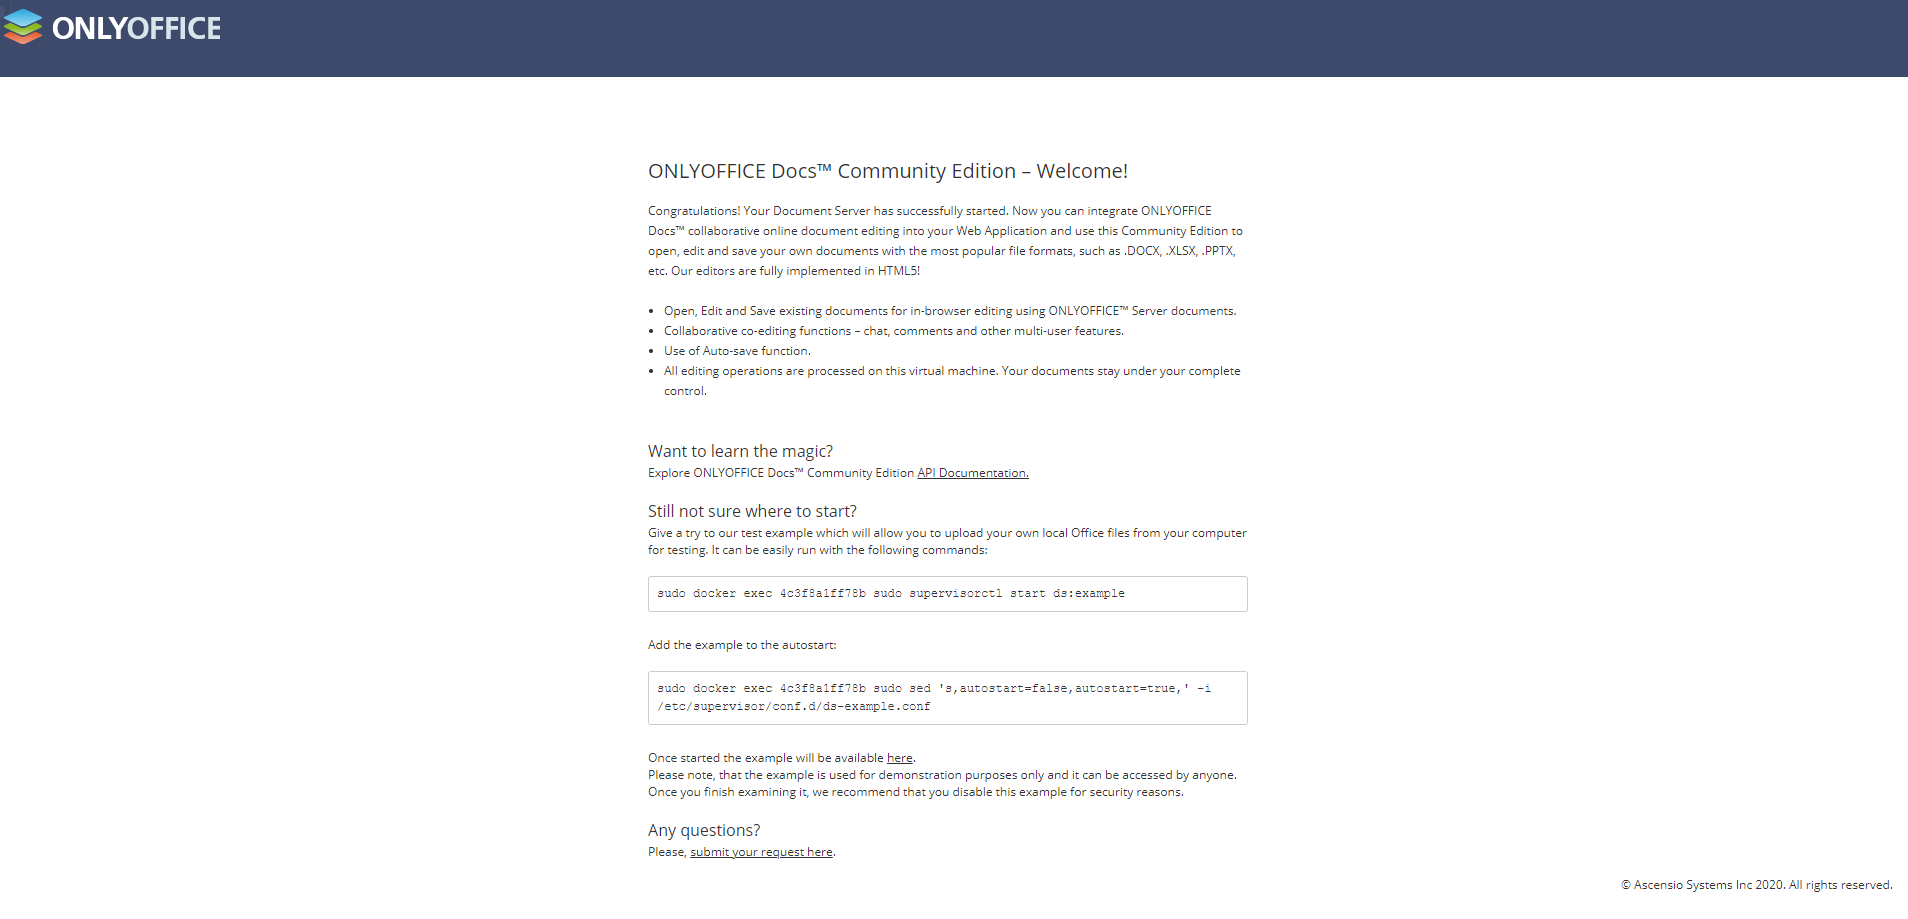 ONLYOFFICE
ONLYOFFICE Docs™ Community Edition – Welcome!
Congratulations! Your Document Server has successfully started. Now you can integrate ONLYOFFICE
Docs™ collaborative online document editing into your Web Application and use this Community Edition to
open, edit and save your own documents with the most popular file formats, such as .DOCX, .XLSX, .PPTX,
etc. Our editors are fully implemented in HTML5!
• Open, Edit and Save existing documents for in-browser editing using ONLYOFFICE™ Server documents.
• Collaborative co-editing functions – chat, comments and other multi-user features.
• Use of Auto-save function.
• All editing operations are processed on this virtual machine. Your documents stay under your complete
control.
Want to learn the magic?
Explore ONLYOFFICE Docs™ Community Edition API Documentation.
Still not sure where to start?
Give a try to our test example which will allow you to upload your own local Office files from your computer
for testing. It can be easily run with the following commands:
sudo docker exec 4c3f8a1ff78b sudo supervisorctl start ds:example
Add the example to the autostart:
sudo docker exec 4c3f8a1ff78b sudo sed 's,autostart=false,autostart=true,' -i
/etc/supervisor/conf.d/ds-example.conf
Once started the example will be available here.
Please note, that the example is used for demonstration purposes only and it can be accessed by anyone.
Once you finish examining it, we recommend that you disable this example for security reasons.
Any questions?
Please, submit your request here.
© Ascensio Systems Inc 2020. All rights reserved.